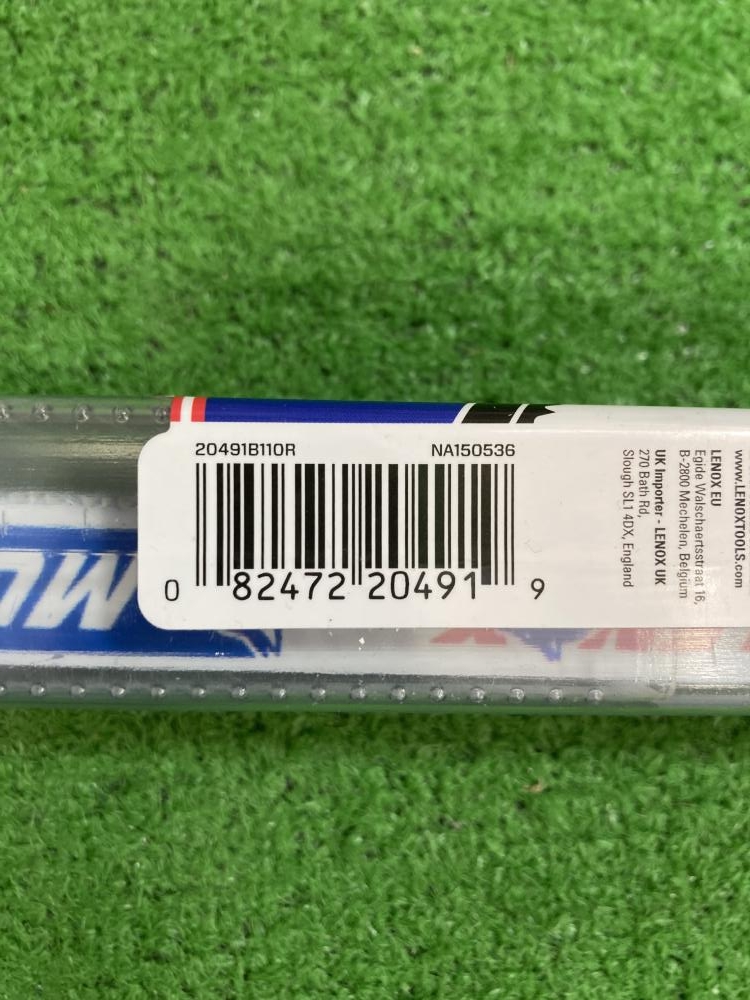 20491B110R NA150536
0 82472 20491 9
www.LENOXTOOLS.com
LENOX EU
Egide Walschaertsstraat 16,
B-2800 Mechelen, Belgium
UK Importer - LENOX UK
270 Bath Rd,
Slough SL1 4DX, England